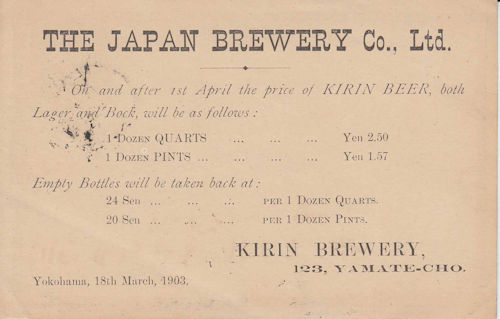 THE JAPAN BREWERY Co., Ltd.
On and after 1st April the price of KIRIN BEER, both
Lager and Bock, will be as follows:
1 Dozen QUARTS ... ... ... Yen 2.50
1 Dozen PINTS ... ... ... ... Yen 1.57
Empty Bottles will be taken back at:
24 Sen ... ... ... per 1 Dozen Quarts.
20 Sen ... ... ... per 1 Dozen Pints.
KIRIN BREWERY,
123, YAMATE-CHO.
Yokohama, 18th March, 1903.